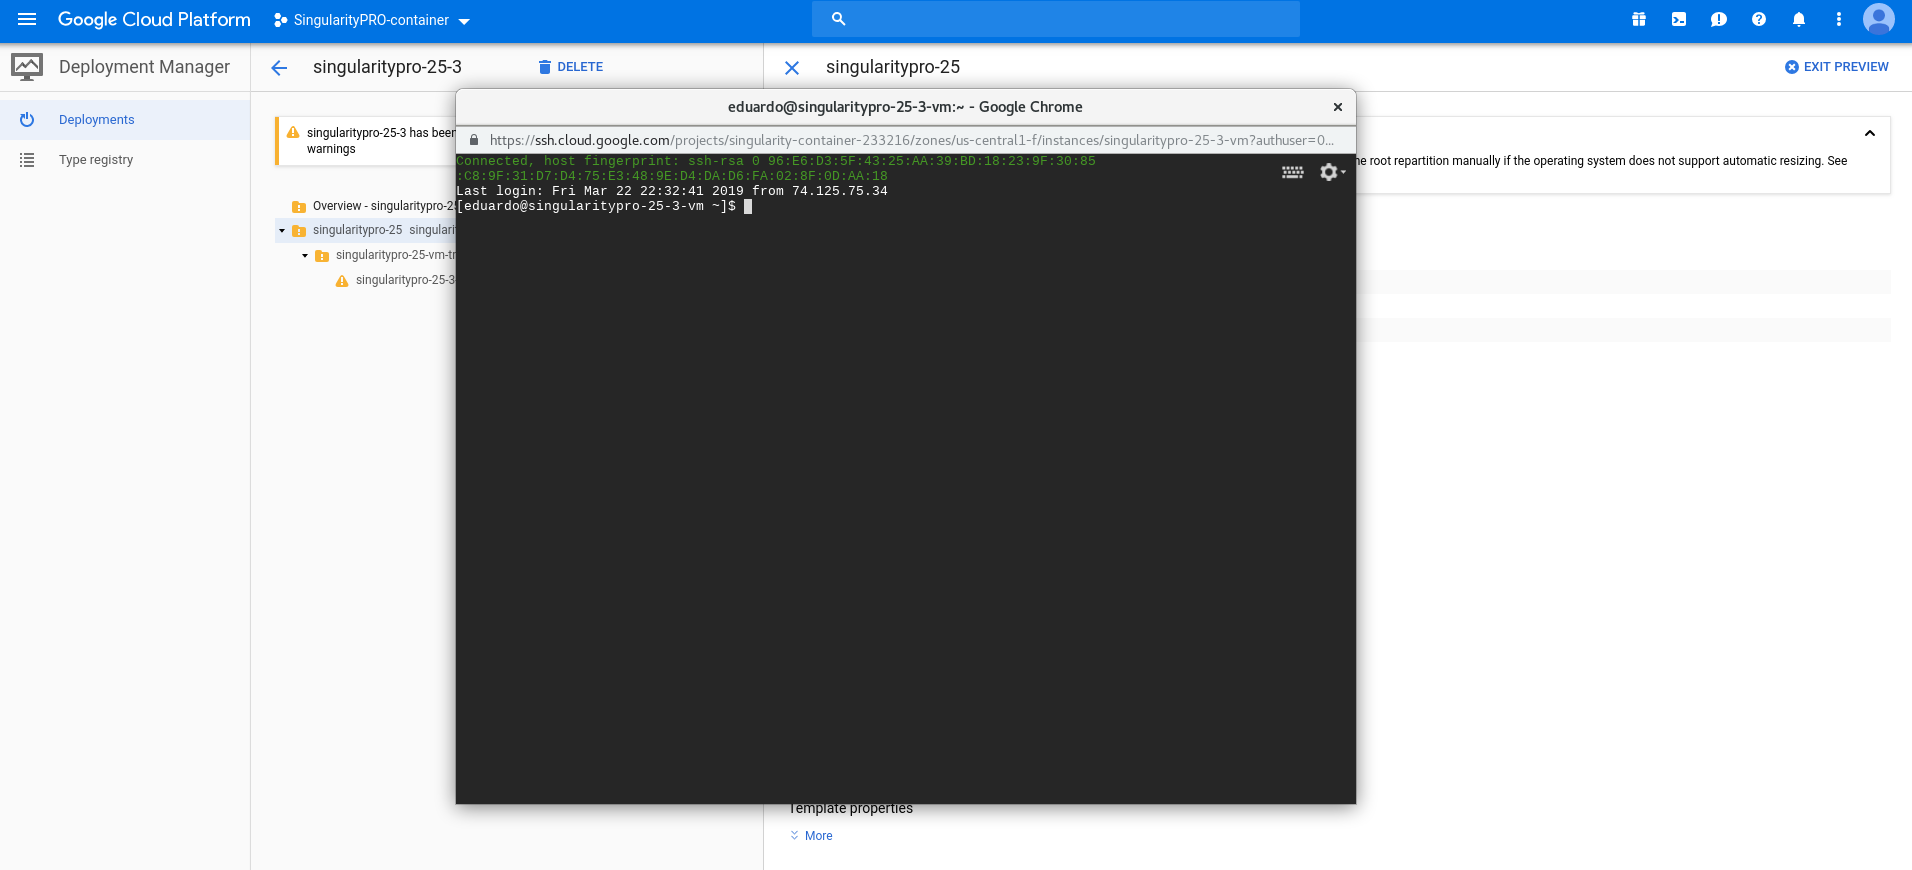 Google Cloud Platform
SingularityPRO-container
Deployment Manager
singularitypro-25-3
DELETE
singularitypro-25
EXIT PREVIEW
Deployments
Type registry
singularitypro-25-3 has been
warnings
Overview - singularitypro-25
singularitypro-25 singulari
singularitypro-25-vm-t
singularitypro-25-3
eduardo@singularitypro-25-3-vm:~ - Google Chrome
https://ssh.cloud.google.com/projects/singularity-container-233216/zones/us-central1-f/instances/singularitypro-25-3-vm?authuser=0...
Connected, host fingerprint: ssh-rsa 0 96:E6:D3:5F:43:25:AA:39:BD:18:23:9F:30:85
:C8:9F:31:D7:D4:75:E3:48:9E:D4:DA:D6:FA:02:8F:0D:AA:18
Last login: Fri Mar 22 22:32:41 2019 from 74.125.75.34
[eduardo@singularitypro-25-3-vm ~]$
he root repartition manually if the operating system does not support automatic resizing. See
Template properties
More